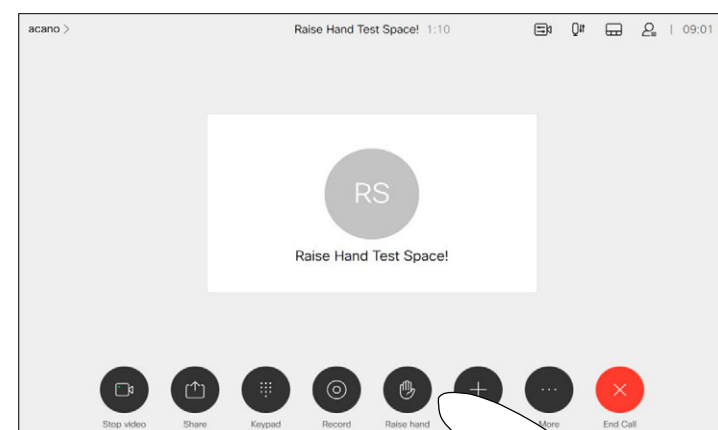 acano >
Raise Hand Test Space! 1:10
| 09:01
RS
Raise Hand Test Space!
Stop video Share Keypad Record Raise hand More End Call